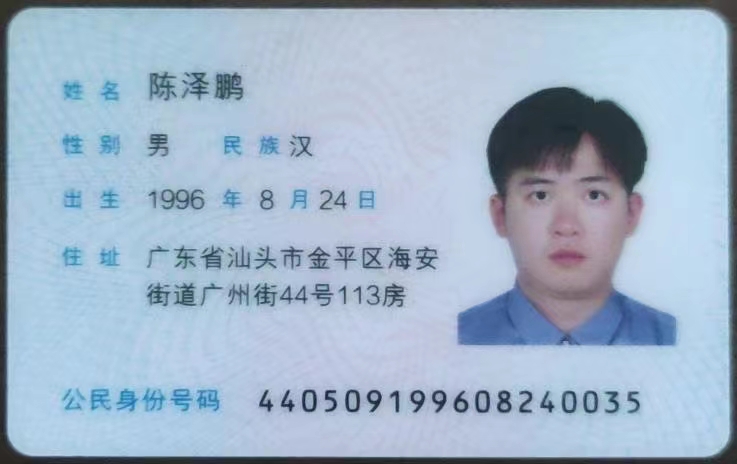 姓名 陈泽鹏
性别 男 民族 汉
出生 1996 年 8 月 24 日
住址 广东省汕头市金平区海安
街道广州街44号113房
公民身份号码 440509199608240035